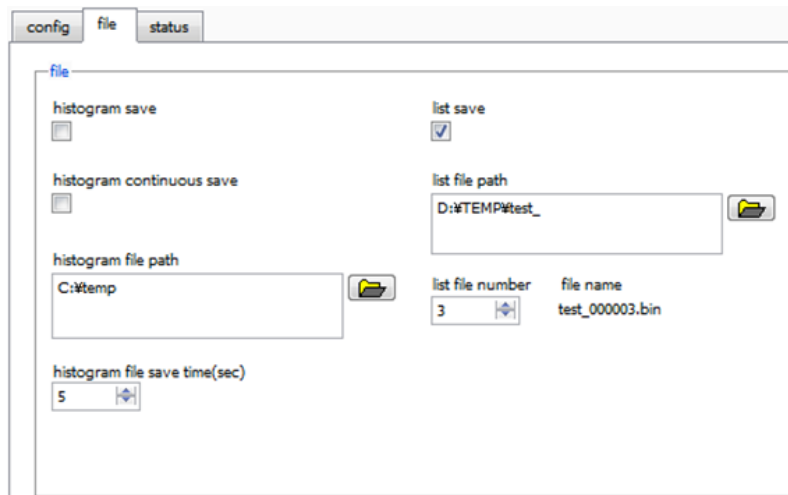 config file status
file
histogram save
histogram continuous save
histogram file path
C:¥temp
histogram file save time(sec)
5
list save
list file path
D:¥TEMP¥test_
list file number file name
3 test_000003.bin